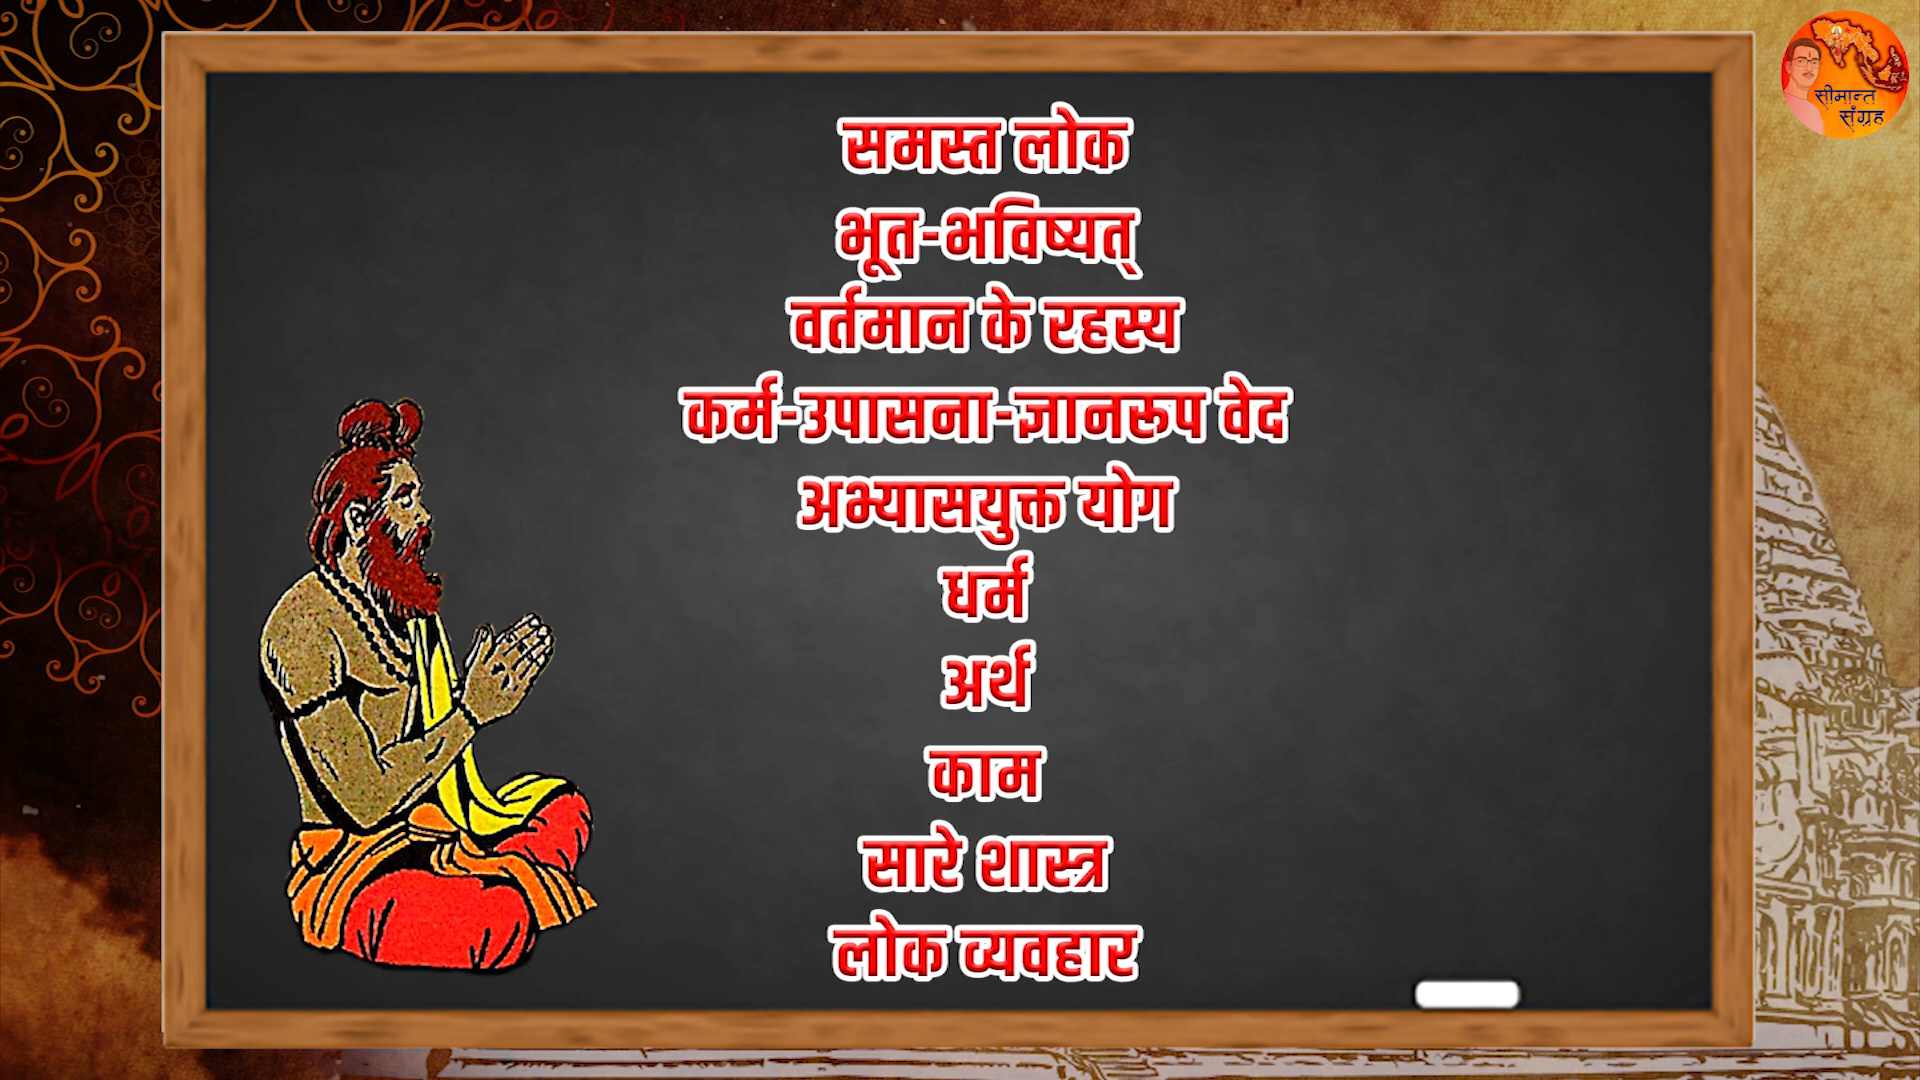 समस्त लोक
भूत-भविष्यत्
वर्तमान के रहस्य
कर्म-उपासना-ज्ञानरूप वेद
अभ्यासयुक्त योग
धर्म
अर्थ
काम
सारे शास्त्र
लोक व्यवहार
सीमान्त
संग्रह